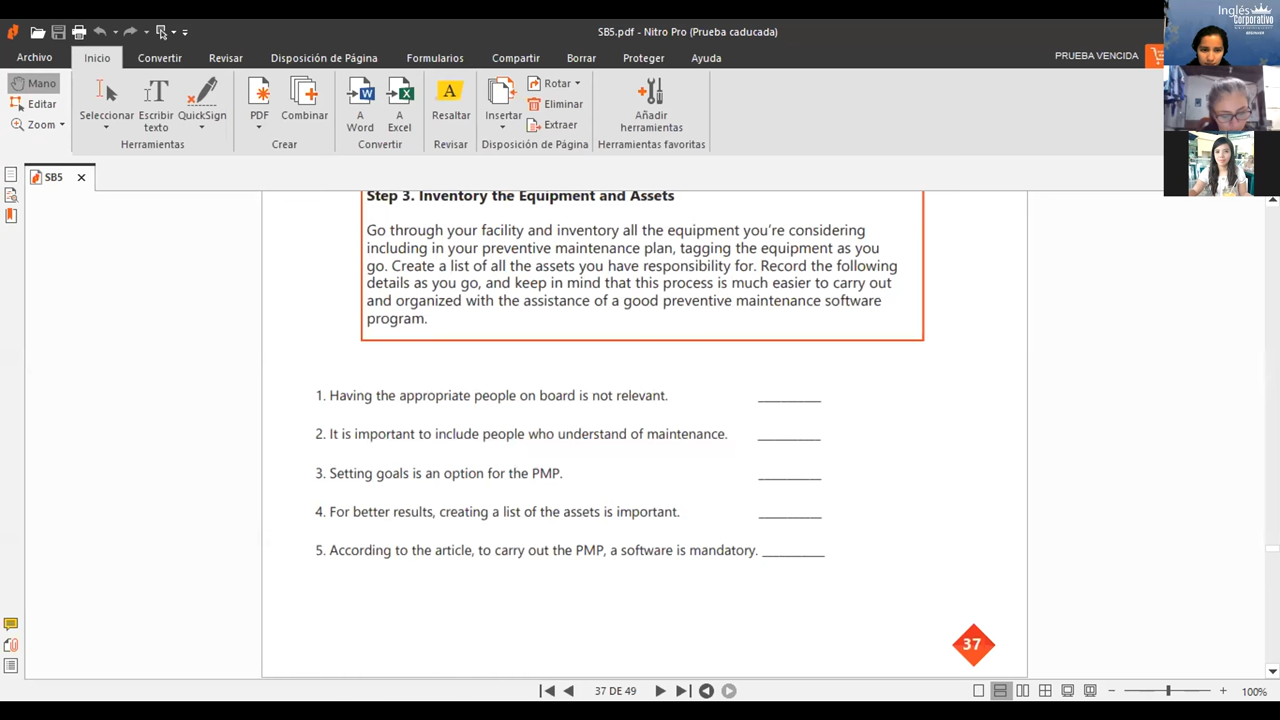 SB5.pdf - Nitro Pro (Prueba caducada)
Inglés
Corporativo
Archivo
Inicio
Convertir
Revisar
Disposición de Página
Formularios
Compartir
Borrar
Proteger
Ayuda
PRUEBA VENCIDA
Mano
Editar
Zoom
Seleccionar
Escribir
texto
QuickSign
Herramientas
PDF
Combinar
Crear
A
Word
A
Excel
Convertir
Resaltar
Revisar
Insertar
Rotar
Eliminar
Extraer
Disposición de Página
Añadir
herramientas
Herramientas favoritas
SB5
Step 3. Inventory the Equipment and Assets
Go through your facility and inventory all the equipment you're considering
including in your preventive maintenance plan, tagging the equipment as you
go. Create a list of all the assets you have responsibility for. Record the following
details as you go, and keep in mind that this process is much easier to carry out
and organized with the assistance of a good preventive maintenance software
program.
1. Having the appropriate people on board is not relevant. __________
2. It is important to include people who understand of maintenance. __________
3. Setting goals is an option for the PMP. __________
4. For better results, creating a list of the assets is important. __________
5. According to the article, to carry out the PMP, a software is mandatory. __________
37
37 DE 49
100%